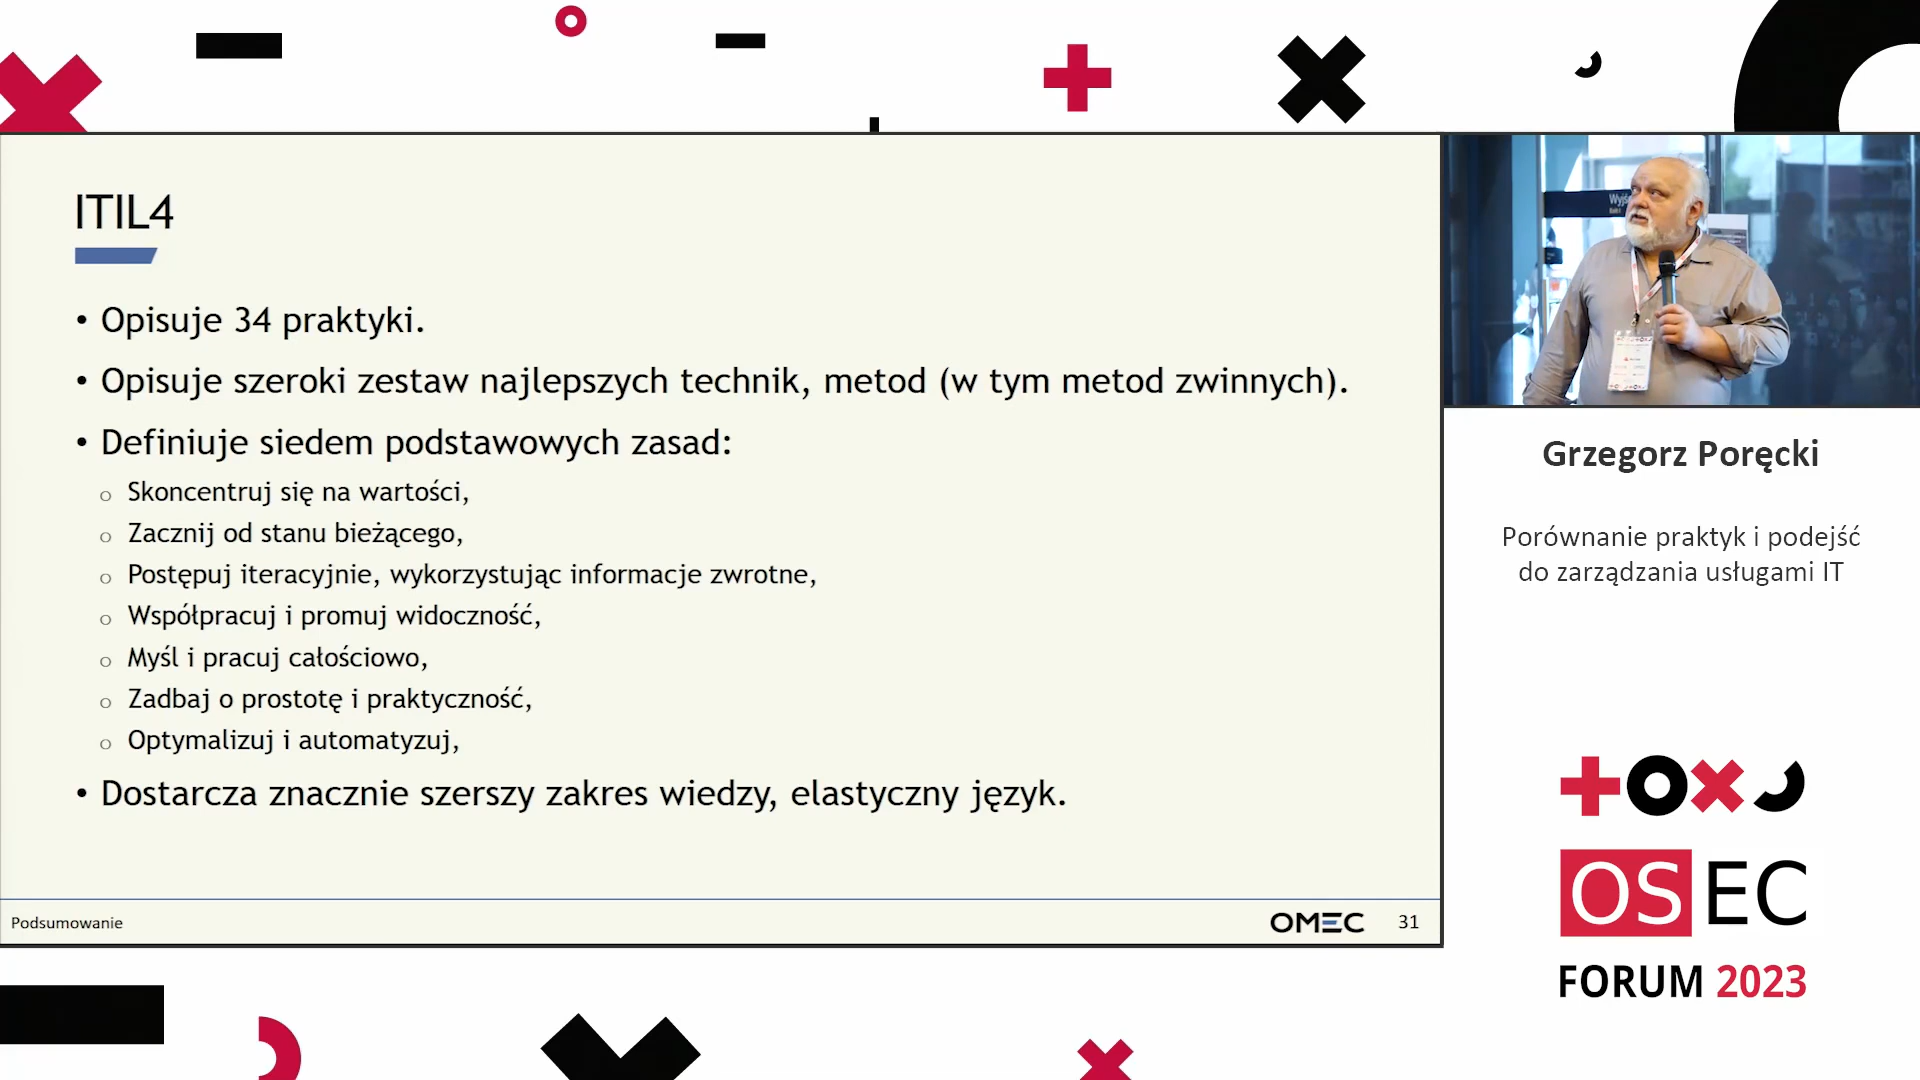 ITIL4
• Opisuje 34 praktyki.
• Opisuje szeroki zestaw najlepszych technik, metod (w tym metod zwinnych).
• Definiuje siedem podstawowych zasad:
o Skoncentruj się na wartości,
o Zacznij od stanu bieżącego,
o Postępuj iteracyjnie, wykorzystując informacje zwrotne,
o Współpracuj i promuj widoczność,
o Myśl i pracuj całościowo,
o Zadbaj o prostotę i praktyczność,
o Optymalizuj i automatyzuj,
• Dostarcza znacznie szerszy zakres wiedzy, elastyczny język.
Podsumowanie
OMEC
31
Grzegorz Poręcki
Porównanie praktyk i podejść
do zarządzania usługami IT
OSEC
FORUM 2023